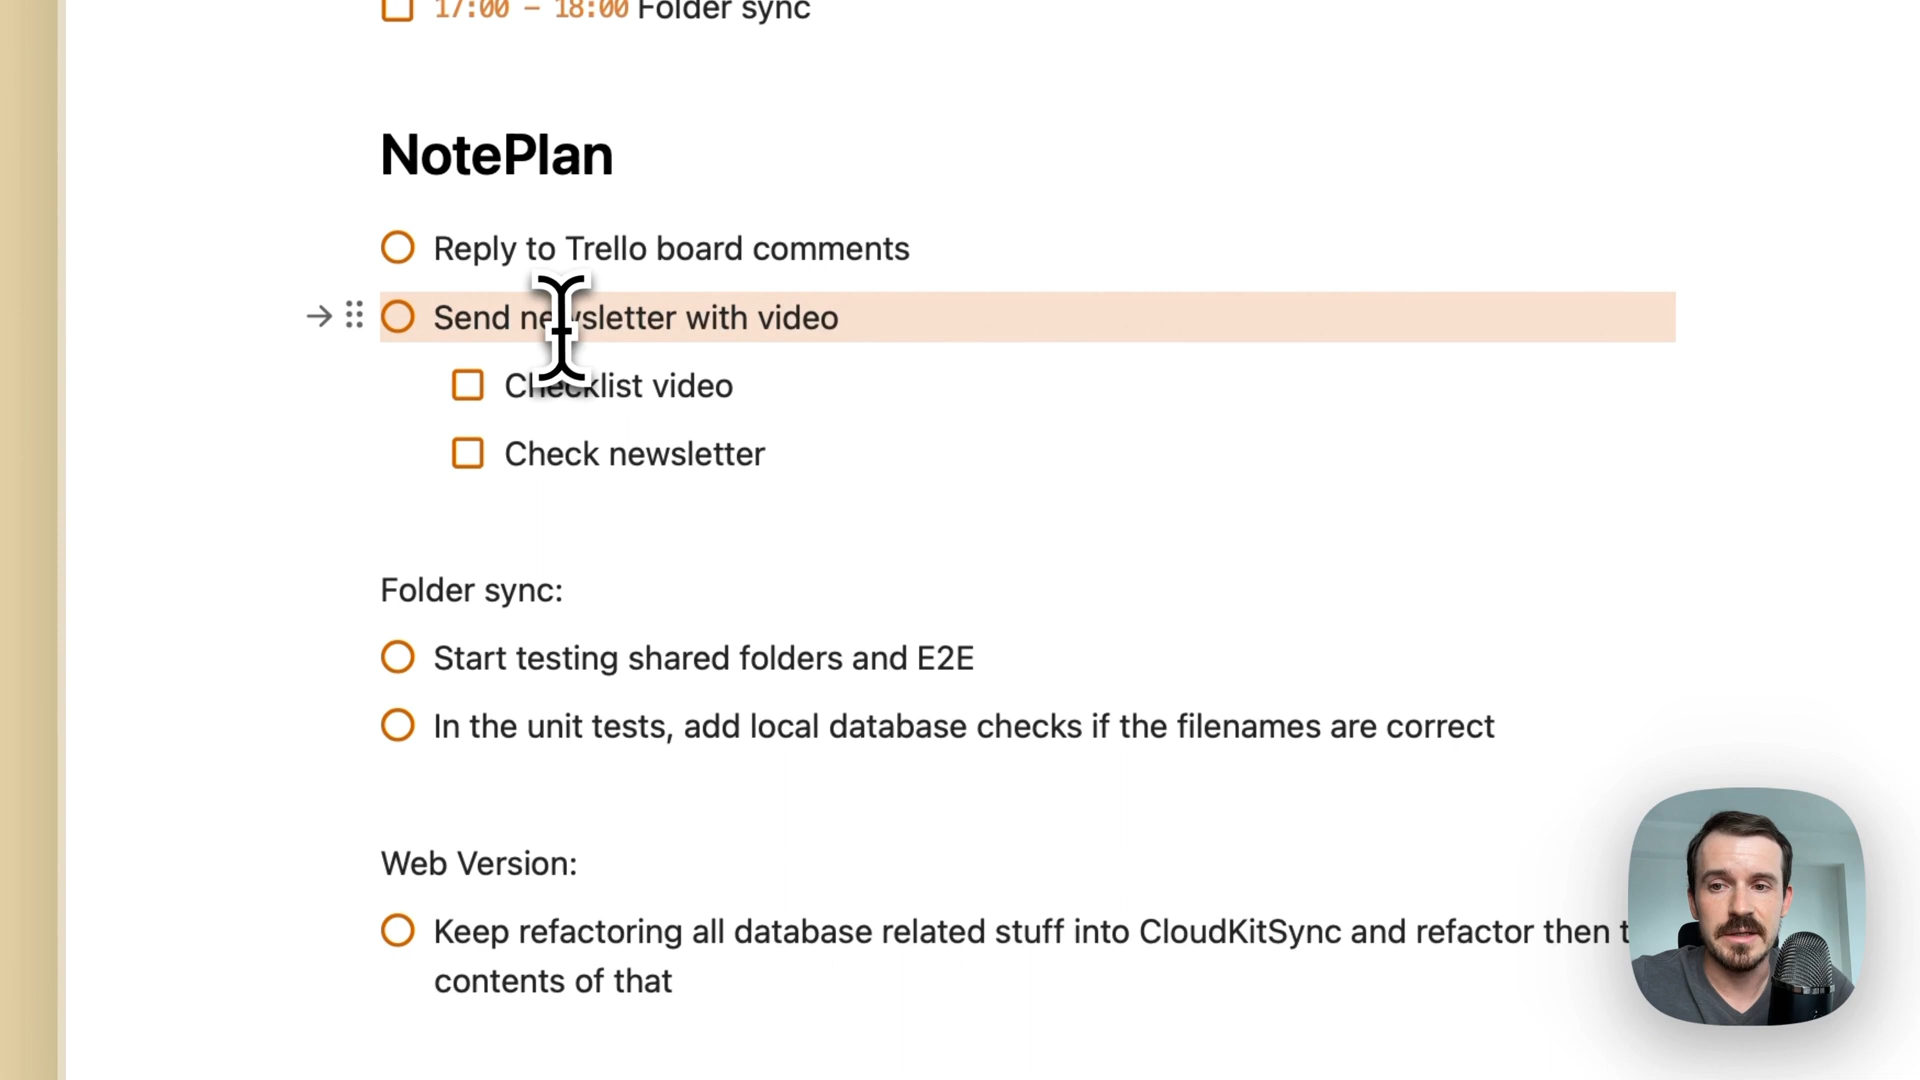 17:00 – 18:00 Folder sync
NotePlan
Reply to Trello board comments
Send newsletter with video
Checklist video
Check newsletter
Folder sync:
Start testing shared folders and E2E
In the unit tests, add local database checks if the filenames are correct
Web Version:
Keep refactoring all database related stuff into CloudKitSync and refactor then
contents of that